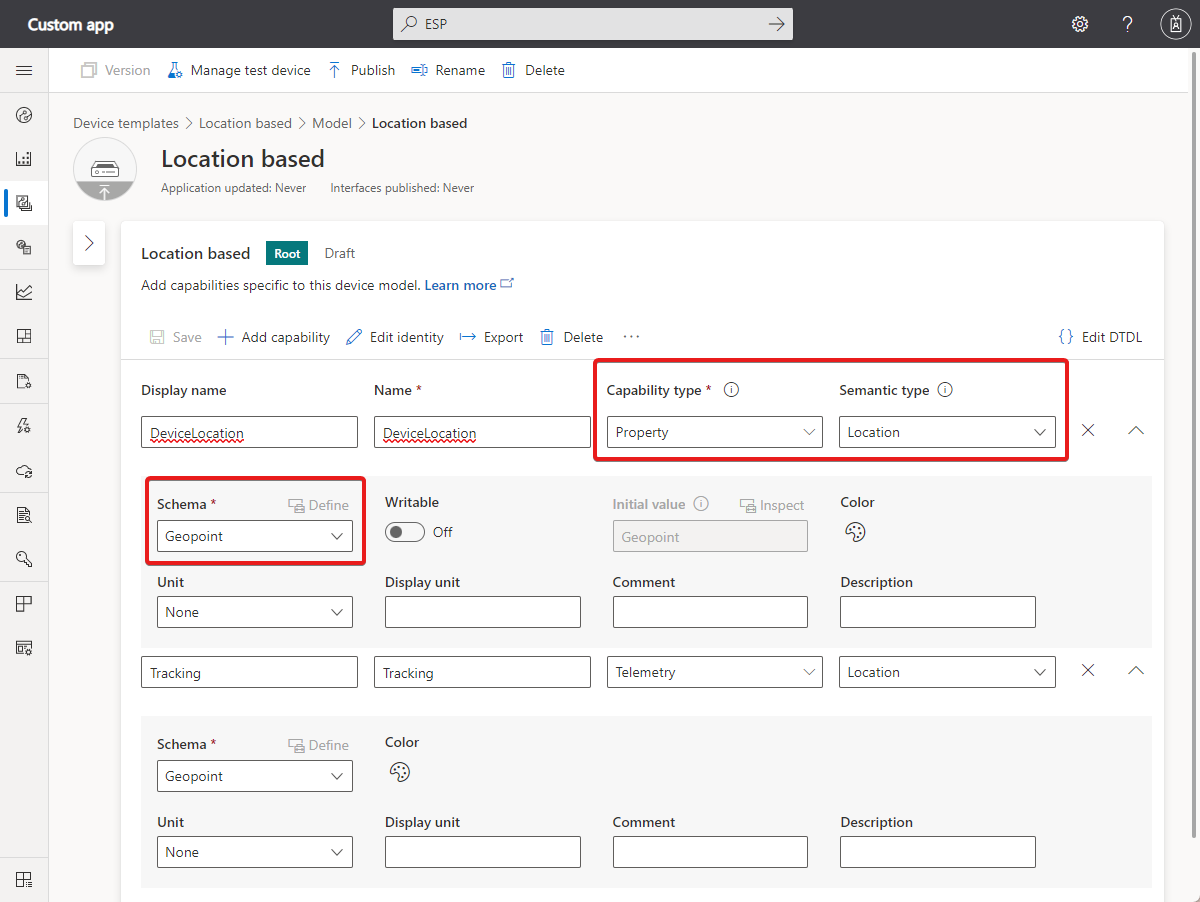 Custom app
ESP
?
Version Manage test device Publish Rename Delete
Device templates > Location based > Model > Location based
Location based
Application updated: Never Interfaces published: Never
Location based Root Draft
Add capabilities specific to this device model. Learn more
Save Add capability Edit identity Export Delete ... {} Edit DTDL
Display name Name * Capability type * Semantic type
DeviceLocation DeviceLocation Property Location
Schema * Define Writable Initial value Inspect Color
Geopoint Off Geopoint
Unit Display unit Comment Description
None
Tracking Tracking Telemetry Location
Schema * Define Color
Geopoint
Unit Display unit Comment Description
None